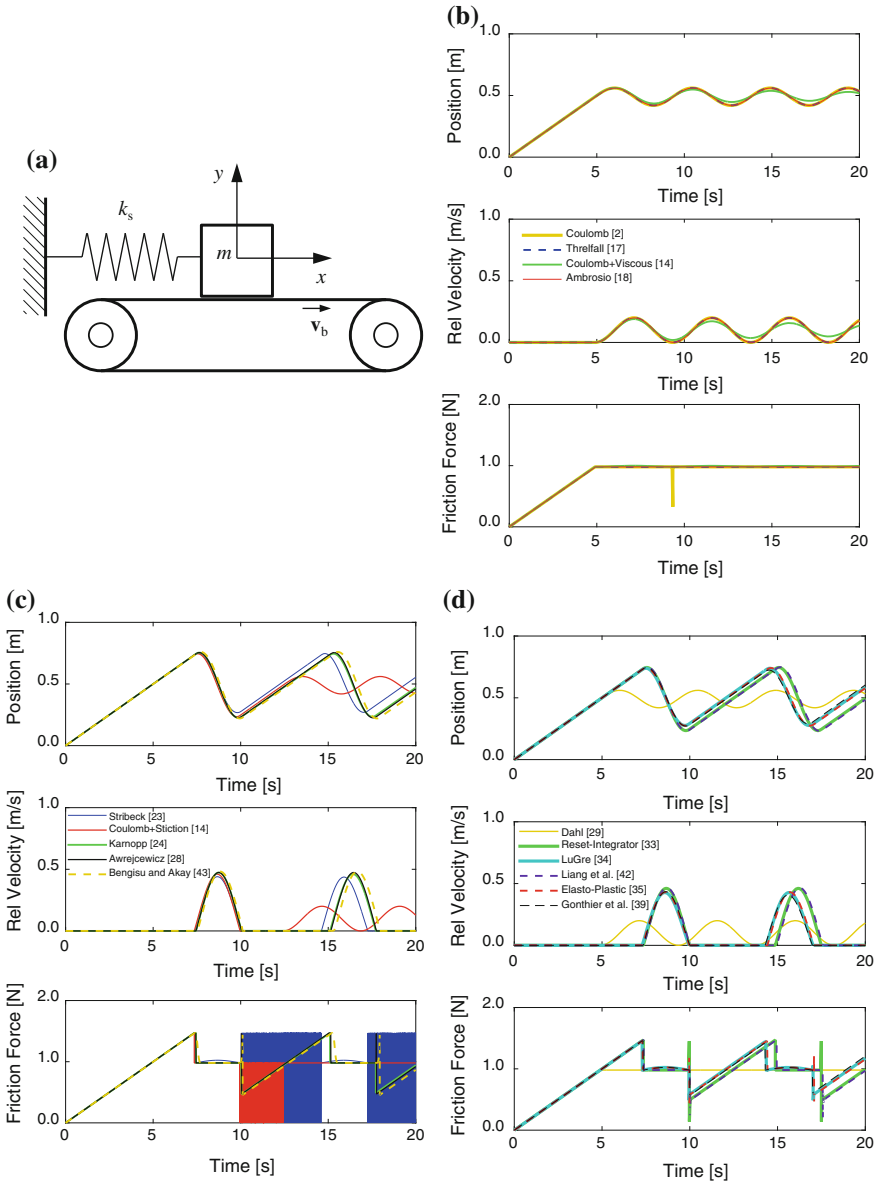 (a)
y
k_s
m
x
v_b
(b)
Position [m]
1.0
0.5
0.0
0
5
10
15
20
Time [s]
Rel Velocity [m/s]
1.0
0.5
0.0
Coulomb [2]
Threlfall [17]
Coulomb+Viscous [14]
Ambrosio [18]
0
5
10
15
20
Time [s]
Friction Force [N]
2.0
1.0
0.0
0
5
10
15
20
Time [s]
(c)
Position [m]
1.0
0.5
0.0
0
5
10
15
20
Time [s]
Rel Velocity [m/s]
1.0
0.5
0.0
Stribeck [23]
Coulomb+Stiction [14]
Karnopp [24]
Awrejcewicz [28]
Bengisu and Akay [43]
0
5
10
15
20
Time [s]
Friction Force [N]
2.0
1.0
0.0
0
5
10
15
20
Time [s]
(d)
Position [m]
1.0
0.5
0.0
0
5
10
15
20
Time [s]
Rel Velocity [m/s]
1.0
0.5
0.0
Dahl [29]
Reset-Integrator [33]
LuGre [34]
Liang et al. [42]
Elasto-Plastic [35]
Gonthier et al. [39]
0
5
10
15
20
Time [s]
Friction Force [N]
2.0
1.0
0.0
0
5
10
15
20
Time [s]